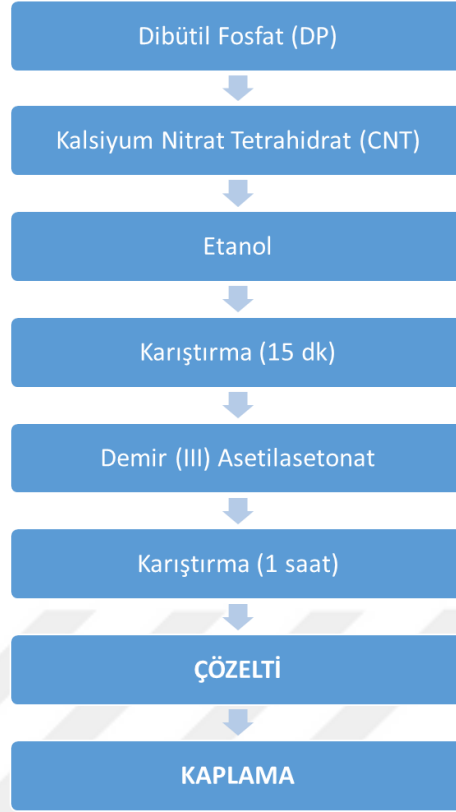 Dibütil Fosfat (DP)
Kalsiyum Nitrat Tetrahidrat (CNT)
Etanol
Karıştırma (15 dk)
Demir (III) Asetilasetonat
Karıştırma (1 saat)
ÇÖZELTİ
KAPLAMA